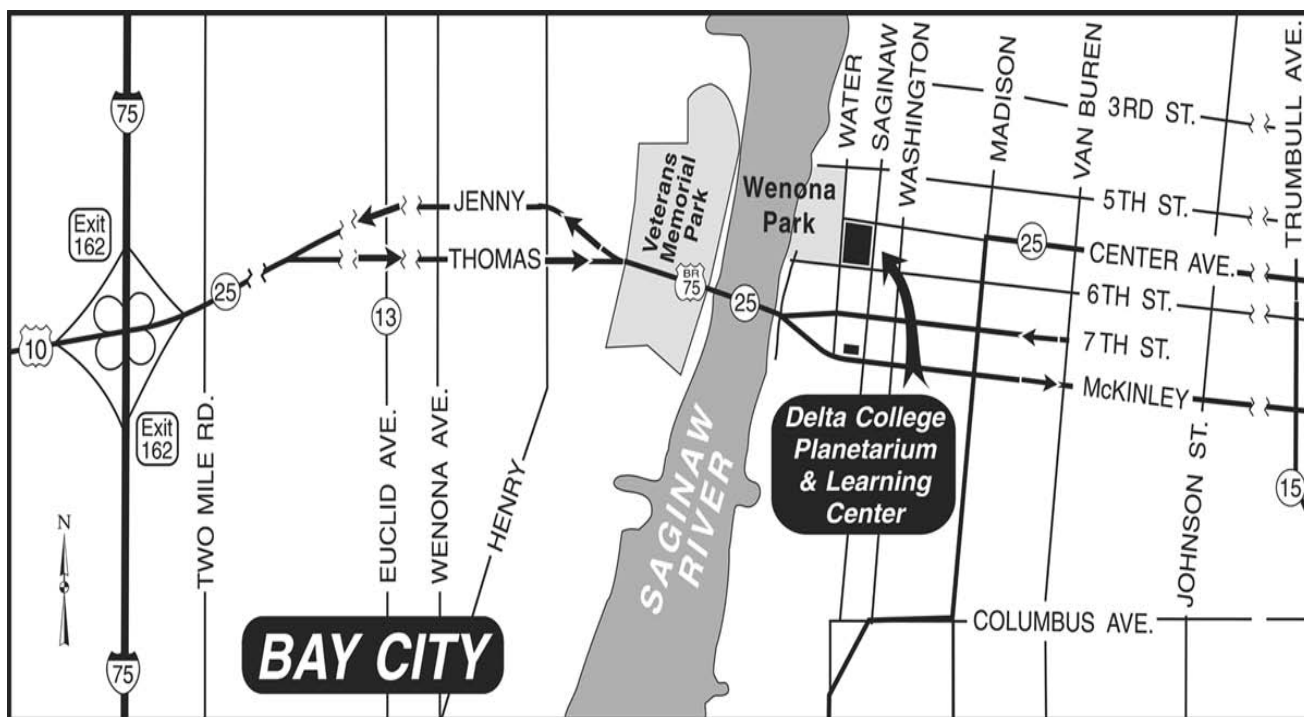 75
Exit
162
10
25
TWO MILE RD.
Exit
162
N
75
JENNY
THOMAS
13
EUCLID AVE.
WENONA AVE.
HENRY
BAY CITY
Veterans
Memorial
Park
BR
75
25
SAGINAW
RIVER
Wenona
Park
WATER
SAGINAW
WASHINGTON
MADISON
VAN BUREN
TRUMBULL AVE.
3RD ST.
5TH ST.
25
CENTER AVE.
6TH ST.
7TH ST.
McKINLEY
Delta College
Planetarium
& Learning
Center
JOHNSON ST.
15
COLUMBUS AVE.